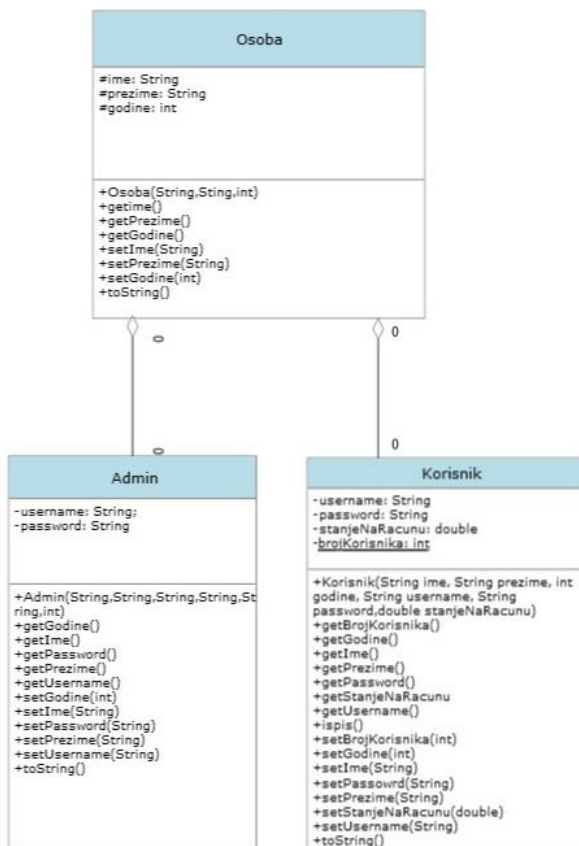 Osoba
#ime: String
#prezime: String
#godine: int
+Osoba(String,Sting,int)
+getime()
+getPrezime()
+getGodine()
+setIme(String)
+setPrezime(String)
+setGodine(int)
+toString()
0
0
0
0
Admin
-username: String;
-password: String
+Admin(String,String,String,String,St
ring,int)
+getGodine()
+getIme()
+getPassword()
+getPrezime()
+getUsername()
+setGodine(int)
+setIme(String)
+setPassword(String)
+setPrezime(String)
+setUsername(String)
+toString()
Korisnik
-username: String
-password: String
-stanjeNaRacunu: double
-brojKorisnika: int
+Korisnik(String ime, String prezime, int
godine, String username, String
password,double stanjeNaRacunu)
+getBrojKorisnika()
+getGodine()
+getIme()
+getPrezime()
+getPassword()
+getStanjeNaRacunu
+getUsername()
+ispis()
+setBrojKorisnika(int)
+setGodine(int)
+setIme(String)
+setPassowrd(String)
+setPrezime(String)
+setStanjeNaRacunu(double)
+setUsername(String)
+toString()